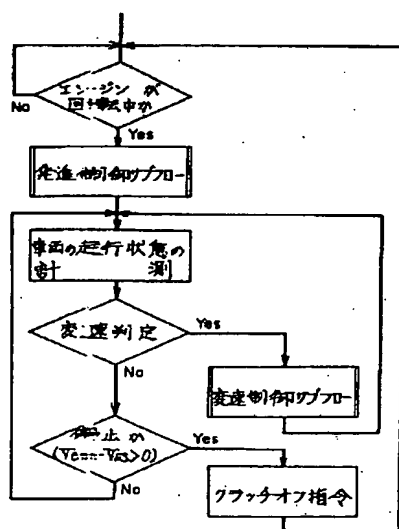 エンジンが
回転中か
No
Yes
発進制御サブフロー
車両の走行状態の
計測
変速判定
Yes
No
変速制御サブフロー
停止か
Yes
No
クラッチオフ指令